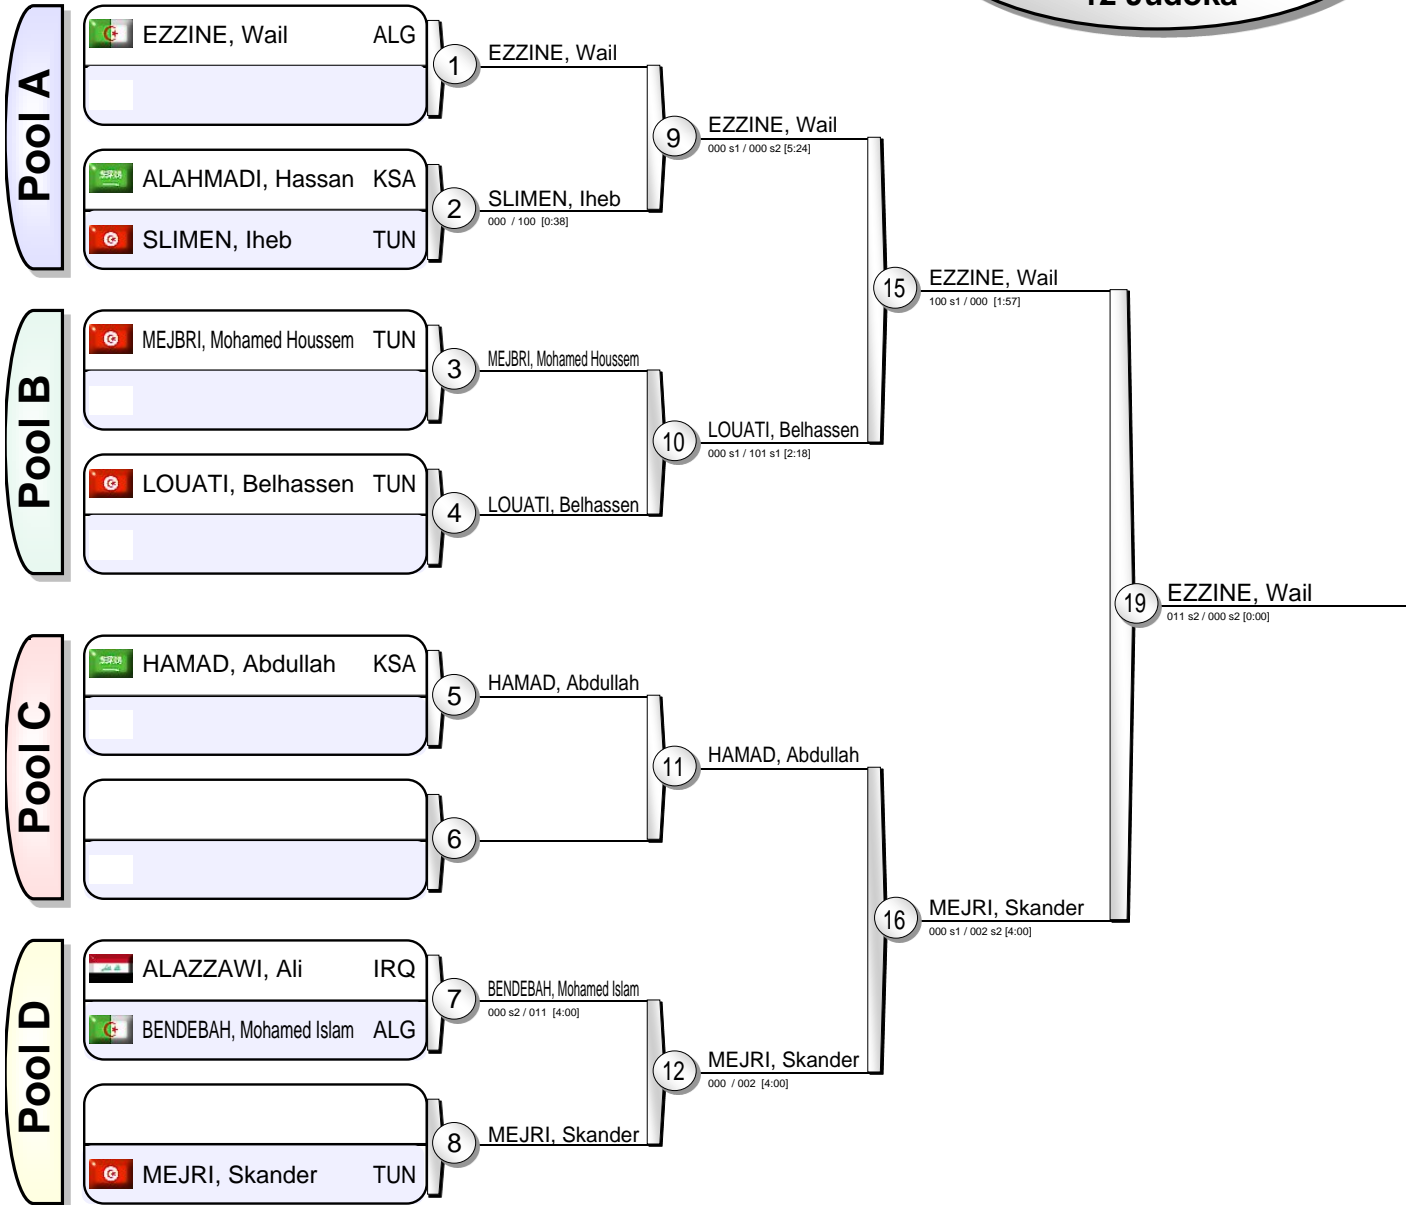 12 Judoka
Pool A
EZZINE, Wail ALG
1
EZZINE, Wail
ALAHMADI, Hassan KSA
SLIMEN, Iheb TUN
2
SLIMEN, Iheb
000 / 100 [0:38]
9
EZZINE, Wail
000 s1 / 000 s2 [5:24]
Pool B
MEJBRI, Mohamed Houssem TUN
3
MEJBRI, Mohamed Houssem
LOUATI, Belhassen TUN
4
LOUATI, Belhassen
10
LOUATI, Belhassen
000 s1 / 101 s1 [2:18]
15
EZZINE, Wail
100 s1 / 000 [1:57]
Pool C
HAMAD, Abdullah KSA
5
HAMAD, Abdullah
6
11
HAMAD, Abdullah
Pool D
ALAZZAWI, Ali IRQ
BENDEBAH, Mohamed Islam ALG
7
BENDEBAH, Mohamed Islam
000 s2 / 011 [4:00]
MEJRI, Skander TUN
8
MEJRI, Skander
12
MEJRI, Skander
000 / 002 [4:00]
16
MEJRI, Skander
000 s1 / 002 s2 [4:00]
19
EZZINE, Wail
011 s2 / 000 s2 [0:00]